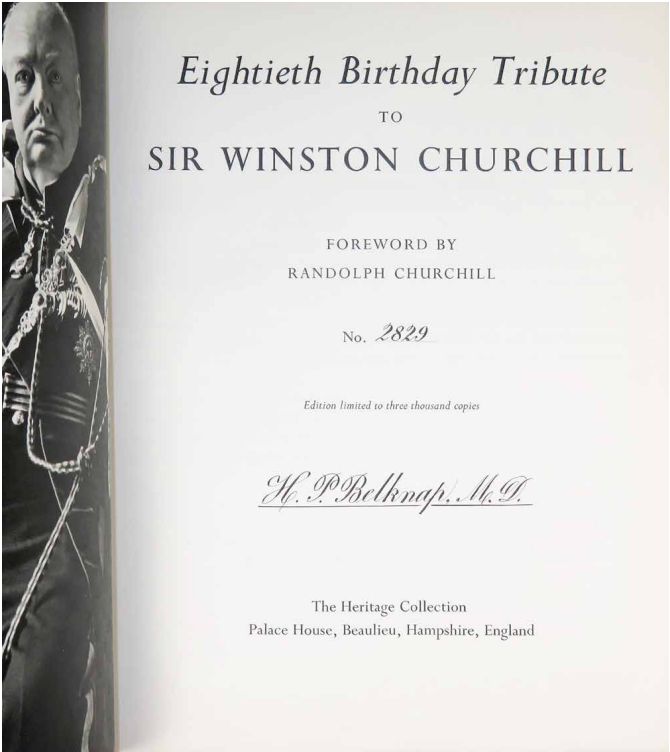 Eightieth Birthday Tribute
TO
SIR WINSTON CHURCHILL
FOREWORD BY
RANDOLPH CHURCHILL
No. 2829
Edition limited to three thousand copies
H. P. Belknap, M.D.
The Heritage Collection
Palace House, Beaulieu, Hampshire, England